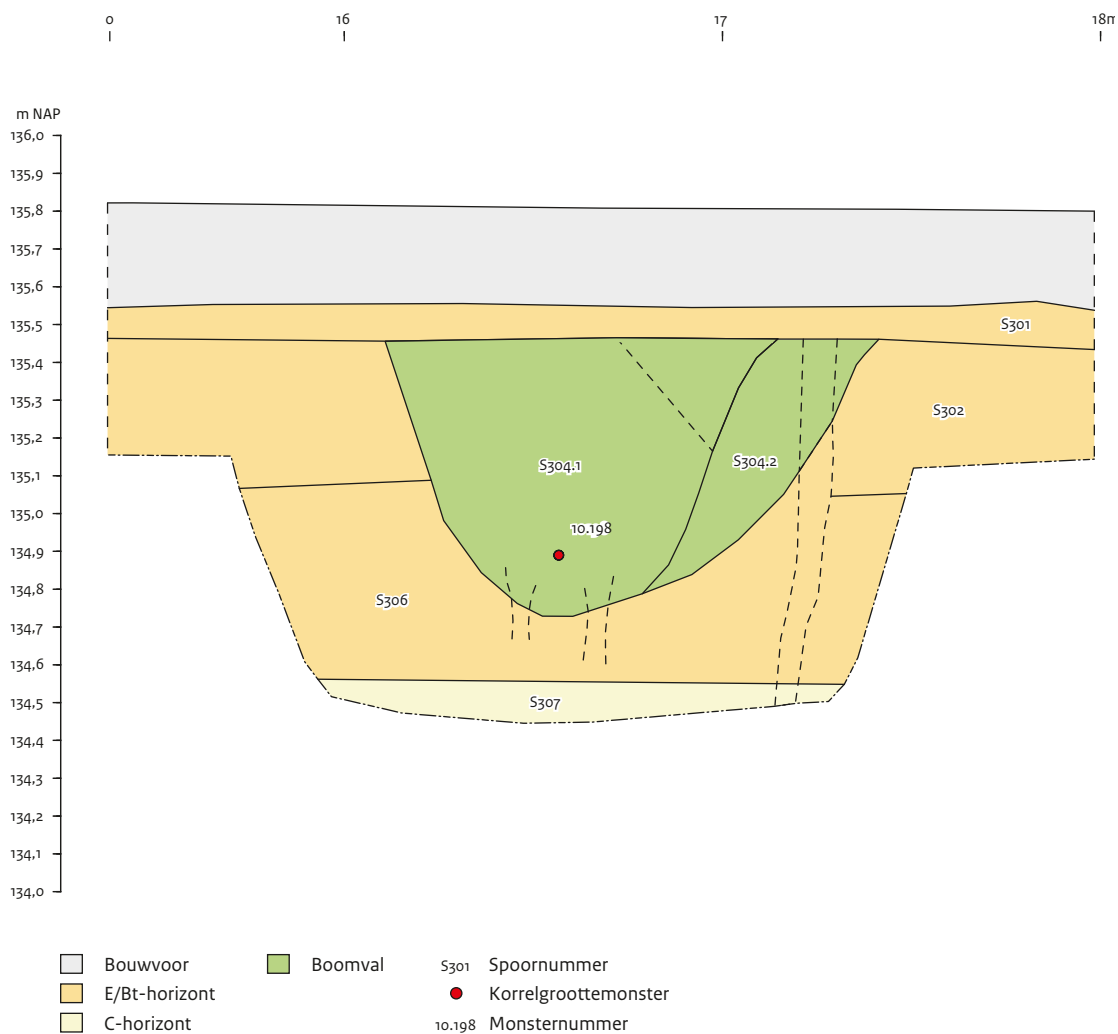 0 16 17 18m
m NAP
136,0
135,9
135,8
135,7
135,6
135,5
135,4
135,3
135,2
135,1
135,0
134,9
134,8
134,7
134,6
134,5
134,4
134,3
134,2
134,1
134,0
S301
S302
S304.1
S304.2
10.198
S306
S307
Bouwvoor
E/Bt-horizont
C-horizont
Boomval
S301 Spoornummer
Korrelgroottemonster
10.198 Monsternummer